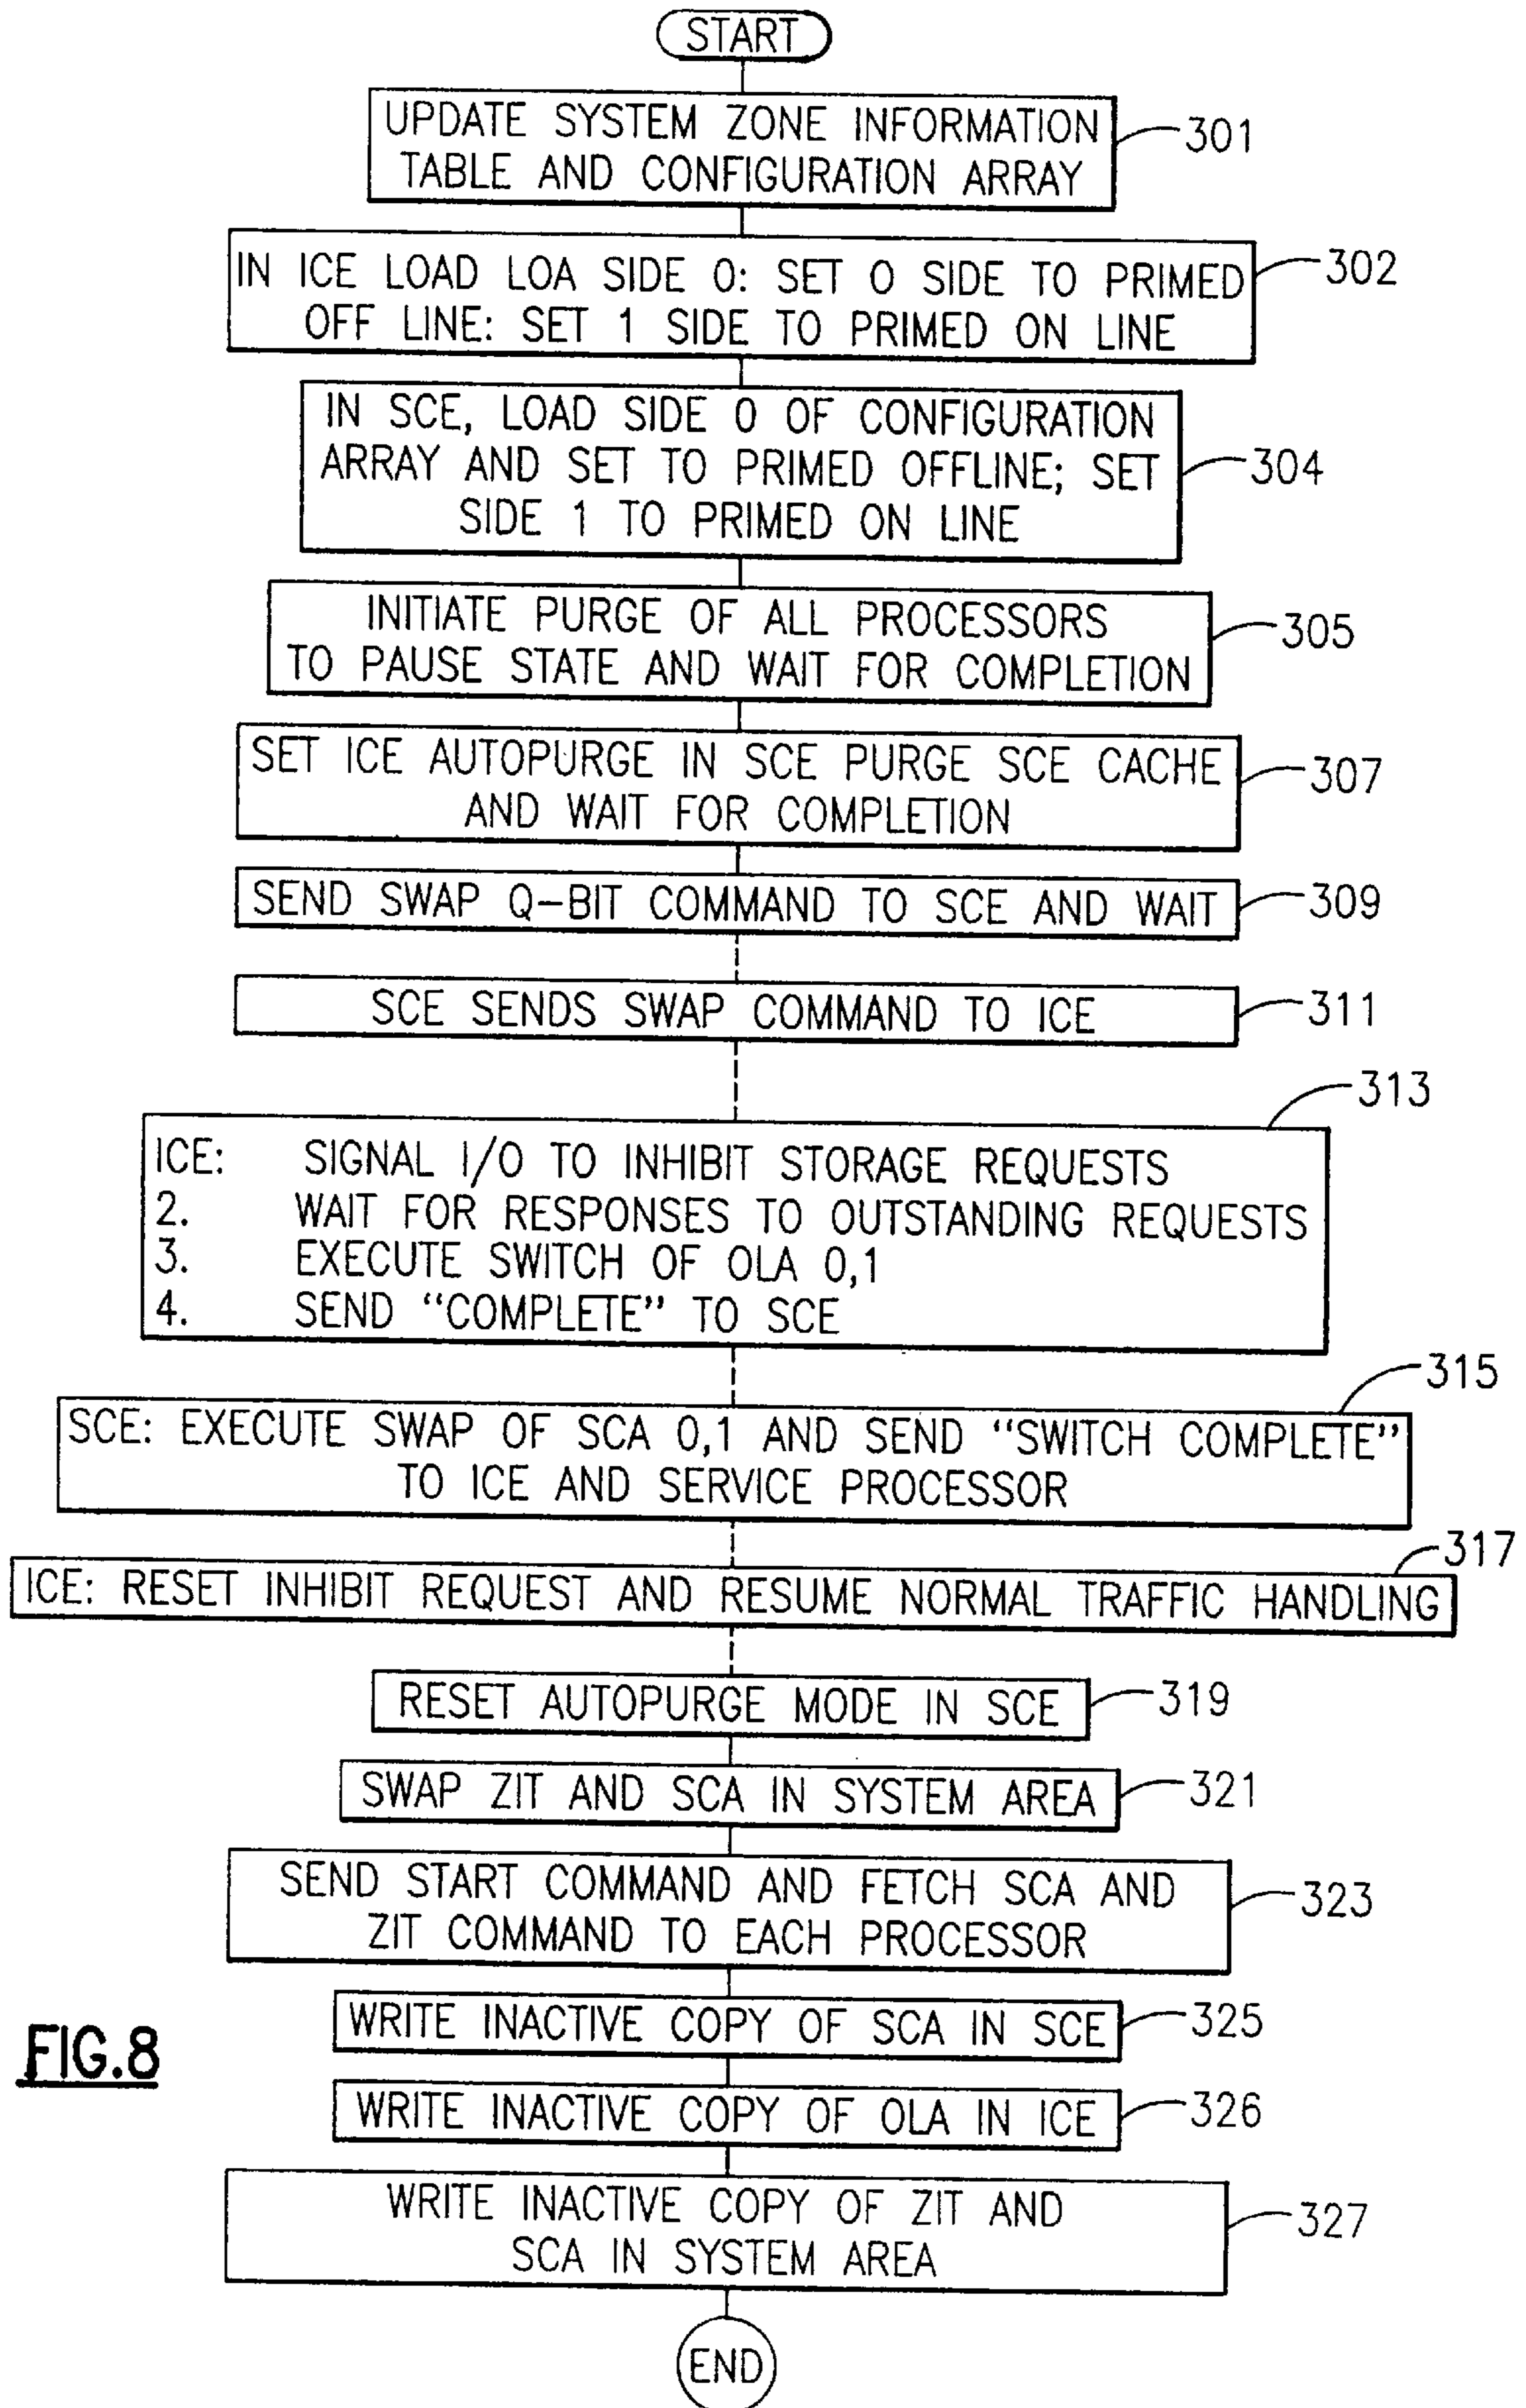 START
UPDATE SYSTEM ZONE INFORMATION
TABLE AND CONFIGURATION ARRAY
301
IN ICE LOAD LOA SIDE 0: SET 0 SIDE TO PRIMED
OFF LINE: SET 1 SIDE TO PRIMED ON LINE
302
IN SCE, LOAD SIDE 0 OF CONFIGURATION
ARRAY AND SET TO PRIMED OFFLINE; SET
SIDE 1 TO PRIMED ON LINE
304
INITIATE PURGE OF ALL PROCESSORS
TO PAUSE STATE AND WAIT FOR COMPLETION
305
SET ICE AUTOPURGE IN SCE PURGE SCE CACHE
AND WAIT FOR COMPLETION
307
SEND SWAP Q-BIT COMMAND TO SCE AND WAIT
309
SCE SENDS SWAP COMMAND TO ICE
311
313
ICE: SIGNAL I/O TO INHIBIT STORAGE REQUESTS
2. WAIT FOR RESPONSES TO OUTSTANDING REQUESTS
3. EXECUTE SWITCH OF OLA 0,1
4. SEND “COMPLETE” TO SCE
315
SCE: EXECUTE SWAP OF SCA 0,1 AND SEND “SWITCH COMPLETE”
TO ICE AND SERVICE PROCESSOR
317
ICE: RESET INHIBIT REQUEST AND RESUME NORMAL TRAFFIC HANDLING
RESET AUTOPURGE MODE IN SCE
319
SWAP ZIT AND SCA IN SYSTEM AREA
321
SEND START COMMAND AND FETCH SCA AND
ZIT COMMAND TO EACH PROCESSOR
323
WRITE INACTIVE COPY OF SCA IN SCE
325
FIG.8
WRITE INACTIVE COPY OF OLA IN ICE
326
WRITE INACTIVE COPY OF ZIT AND
SCA IN SYSTEM AREA
327
END